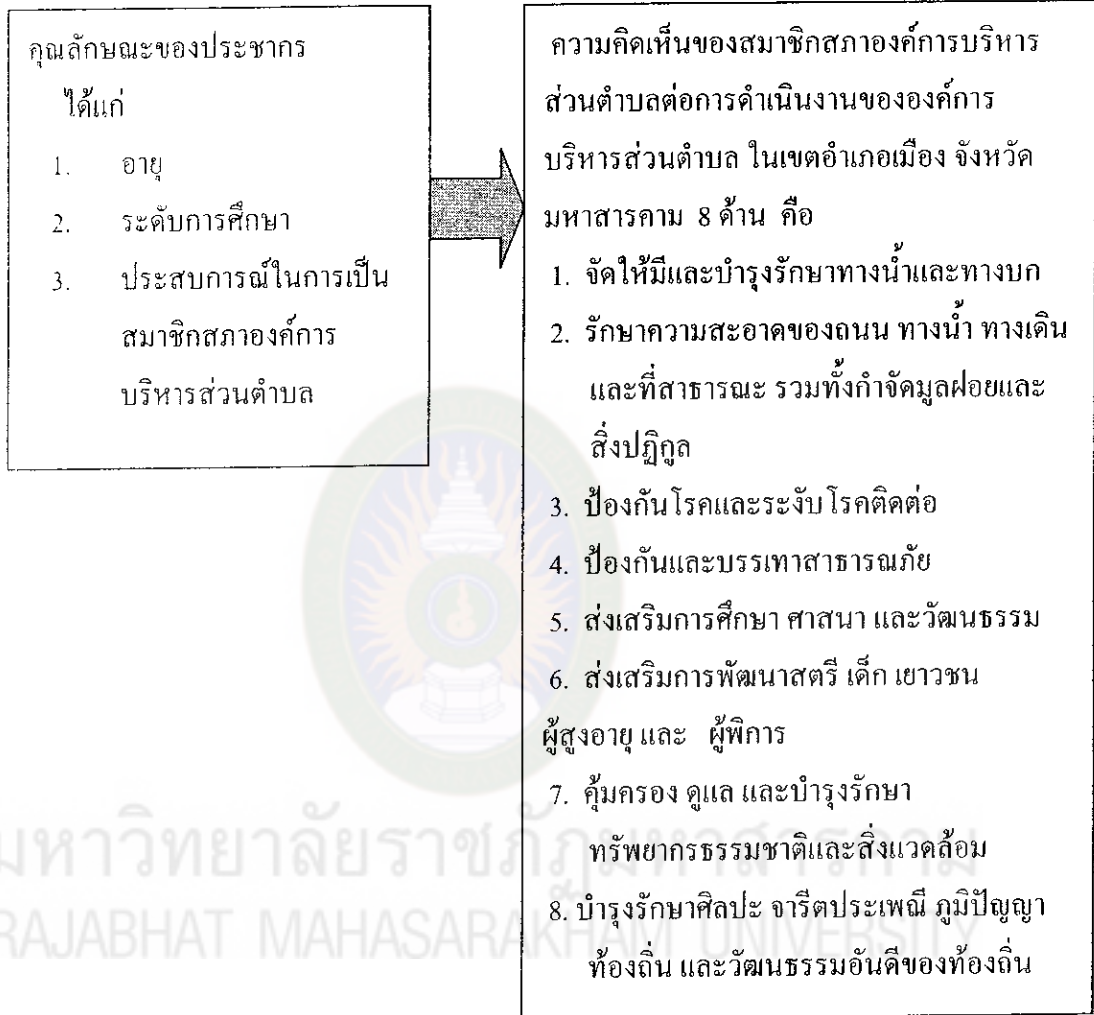 คุณลักษณะของประชากร
ได้แก่
1. อายุ
2. ระดับการศึกษา
3. ประสบการณ์ในการเป็น
สมาชิกสภาองค์การ
บริหารส่วนตำบล
ความคิดเห็นของสมาชิกสภาองค์การบริหาร
ส่วนตำบลต่อการดำเนินงานขององค์การ
บริหารส่วนตำบล ในเขตอำเภอเมือง จังหวัด
มหาสารคาม 8 ด้าน คือ
1. จัดให้มีและบำรุงรักษาทางน้ำและทางบก
2. รักษาความสะอาดของถนน ทางน้ำ ทางเดิน
และที่สาธารณะ รวมทั้งกำจัดมูลฝอยและ
สิ่งปฏิกูล
3. ป้องกันโรคและระงับโรคติดต่อ
4. ป้องกันและบรรเทาสาธารณภัย
5. ส่งเสริมการศึกษา ศาสนา และวัฒนธรรม
6. ส่งเสริมการพัฒนาสตรี เด็ก เยาวชน
ผู้สูงอายุ และ ผู้พิการ
7. คุ้มครอง ดูแล และบำรุงรักษา
ทรัพยากรธรรมชาติและสิ่งแวดล้อม
8. บำรุงรักษาศิลปะ จารีตประเพณี ภูมิปัญญา
ท้องถิ่น และวัฒนธรรมอันดีของท้องถิ่น
มหาวิทยาลัยราชภัฏมหาสารคาม
RAJABHAT MAHASARAKHAM UNIVERSITY